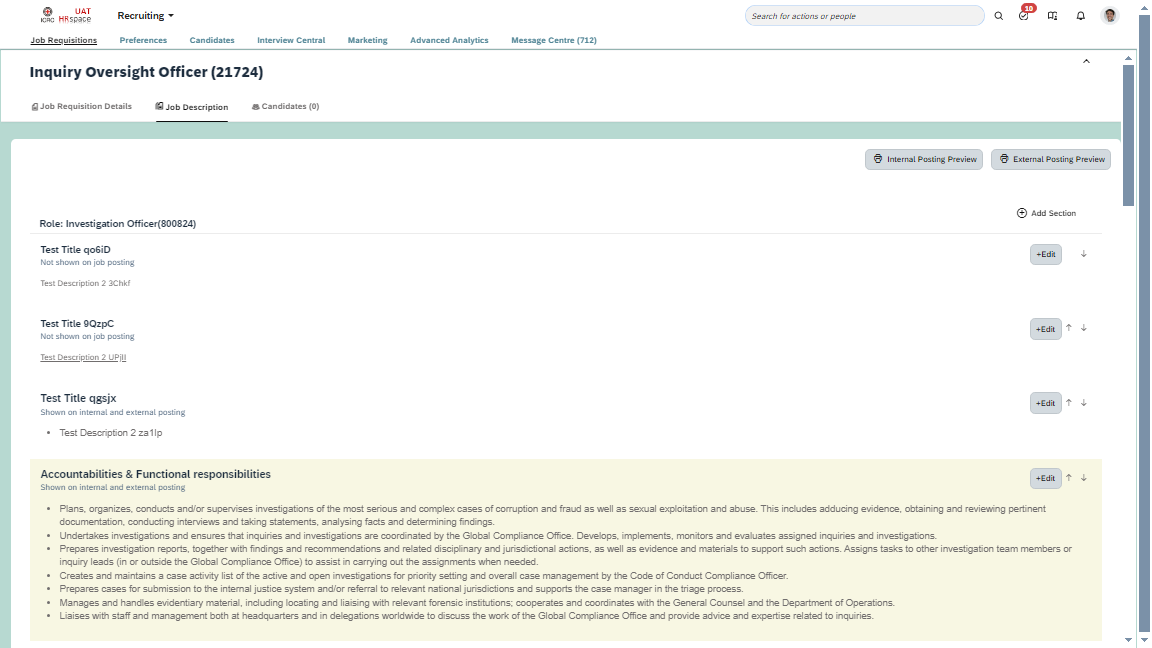 UAT
ICRC HRspace
Recruiting
Search for actions or people
10
Job Requisitions
Preferences
Candidates
Interview Central
Marketing
Advanced Analytics
Message Centre (712)
Inquiry Oversight Officer (21724)
Job Requisition Details
Job Description
Candidates (0)
Internal Posting Preview
External Posting Preview
Add Section
Role: Investigation Officer(800824)
Test Title qo6iD
Not shown on job posting
+Edit
Test Description 2 3Chkf
Test Title 9QzpC
Not shown on job posting
+Edit
Test Title qgsjx
Shown on internal and external posting
+Edit
• Test Description 2 za1lp
Accountabilities & Functional responsibilities
Shown on internal and external posting
+Edit
• Plans, organizes, conducts and/or supervises investigations of the most serious and complex cases of corruption and fraud as well as sexual exploitation and abuse. This includes adducing evidence, obtaining and reviewing pertinent
documentation, conducting interviews and taking statements, analysing facts and determining findings.
• Undertakes investigations and ensures that inquiries and investigations are coordinated by the Global Compliance Office. Develops, implements, monitors and evaluates assigned inquiries and investigations.
• Prepares investigation reports, together with findings and recommendations and related disciplinary and jurisdictional actions, as well as evidence and materials to support such actions. Assigns tasks to other investigation team members or
inquiry leads (in or outside the Global Compliance Office) to assist in carrying out the assignments when needed.
• Creates and maintains a case activity list of the active and open investigations for priority setting and overall case management by the Code of Conduct Compliance Officer.
• Prepares cases for submission to the internal justice system and/or referral to relevant national jurisdictions and supports the case manager in the triage process.
• Manages and handles evidentiary material, including locating and liaising with relevant forensic institutions; cooperates and coordinates with the General Counsel and the Department of Operations.
• Liaises with staff and management both at headquarters and in delegations worldwide to discuss the work of the Global Compliance Office and provide advice and expertise related to inquiries.